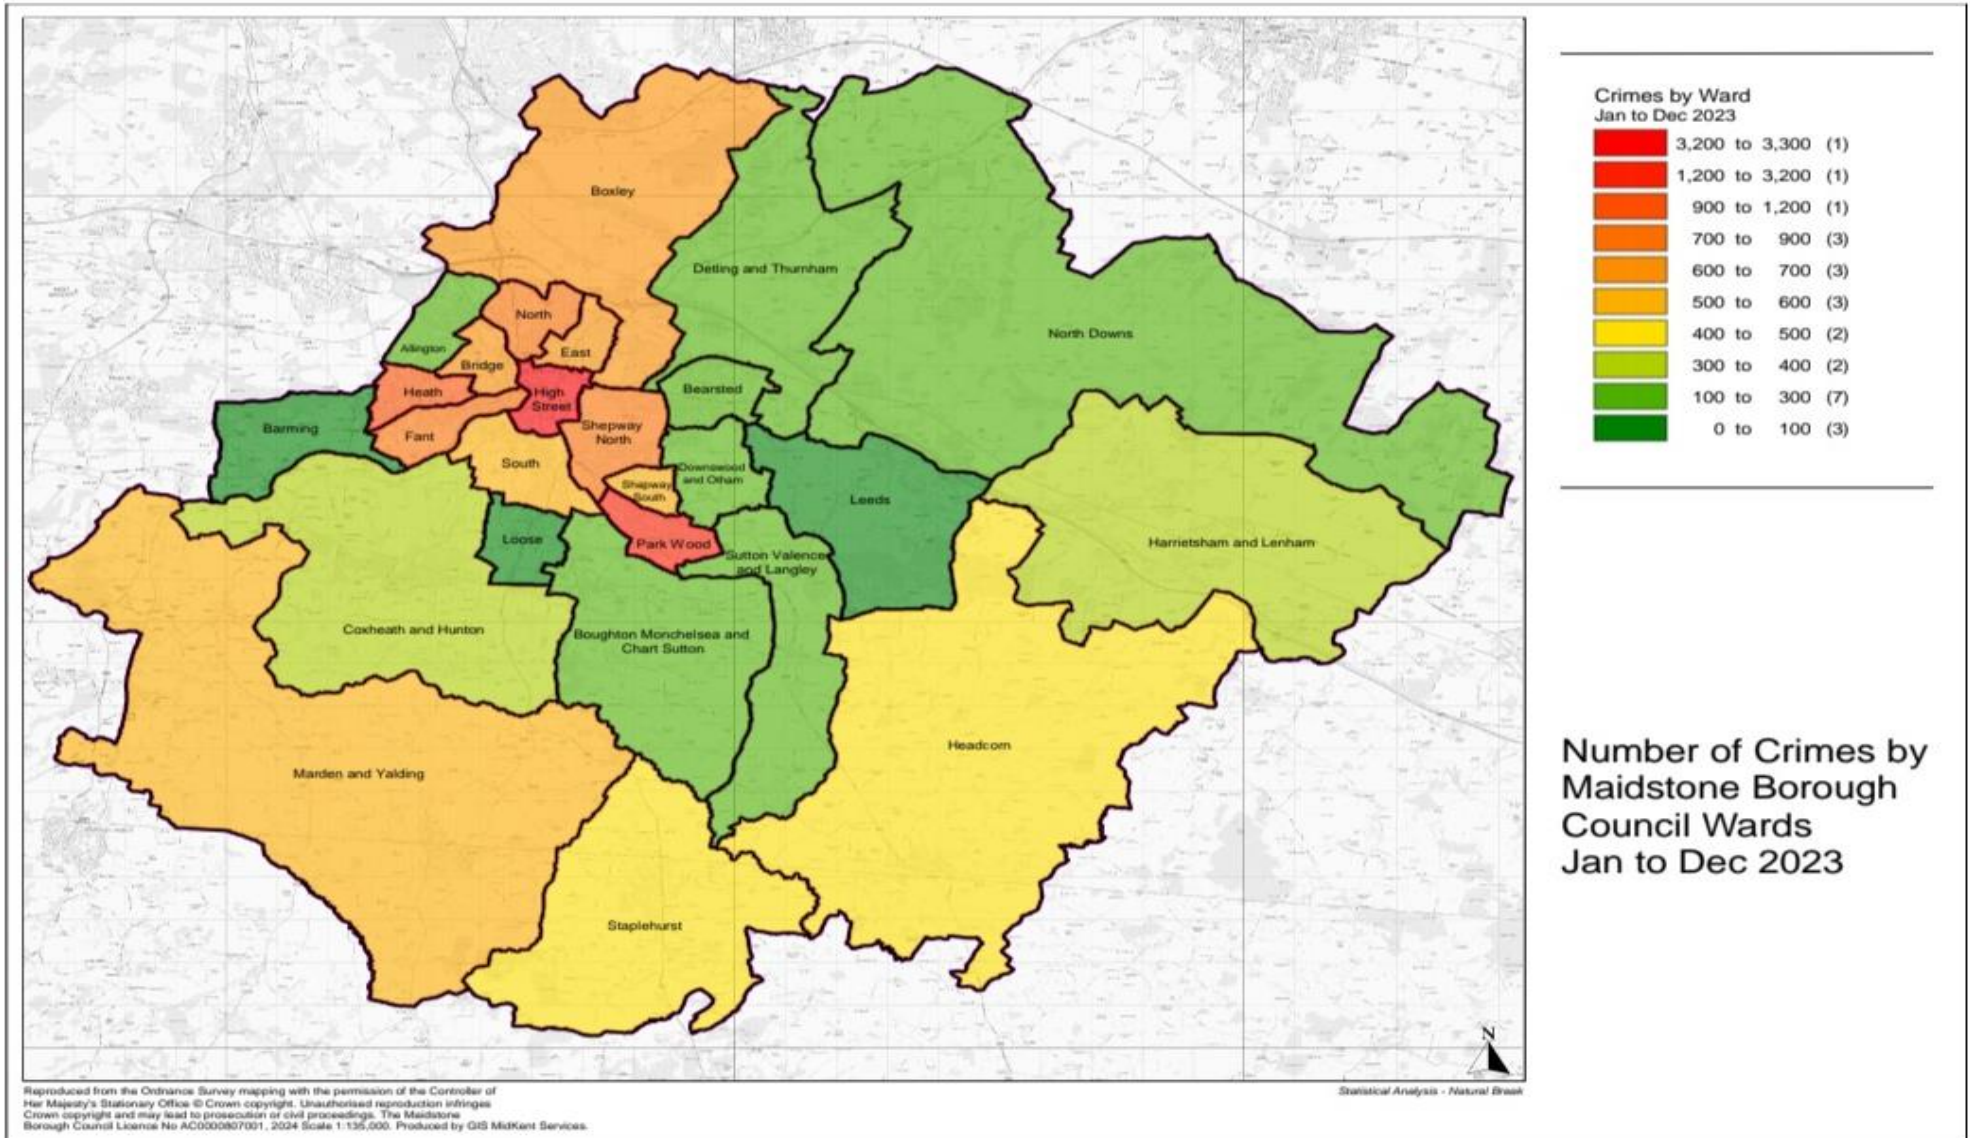 Boxley
Detling and Thurnham
North Downs
North
Allington
East
Bridge
Heath
High
Street
Bearsted
Barming
Fant
Shepway
North
South
Downswood
and Otham
Shepway
South
Leeds
Loose
Park Wood
Sutton Valence
and Langley
Harrietsham and Lenham
Coxheath and Hunton
Boughton Monchelsea and
Chart Sutton
Headcorn
Marden and Yalding
Staplehurst
N
Reproduced from the Ordnance Survey mapping with the permission of the Controller of
Her Majesty's Stationary Office © Crown copyright. Unauthorised reproduction infringes
Crown copyright and may lead to prosecution or civil proceedings. The Maidstone
Borough Council Licence No AC0000807001, 2024 Scale 1:135,000. Produced by GIS MidKent Services.
Statistical Analysis - Natural Break
Crimes by Ward
Jan to Dec 2023
3,200 to 3,300 (1)
1,200 to 3,200 (1)
900 to 1,200 (1)
700 to 900 (3)
600 to 700 (3)
500 to 600 (3)
400 to 500 (2)
300 to 400 (2)
100 to 300 (7)
0 to 100 (3)
Number of Crimes by
Maidstone Borough
Council Wards
Jan to Dec 2023